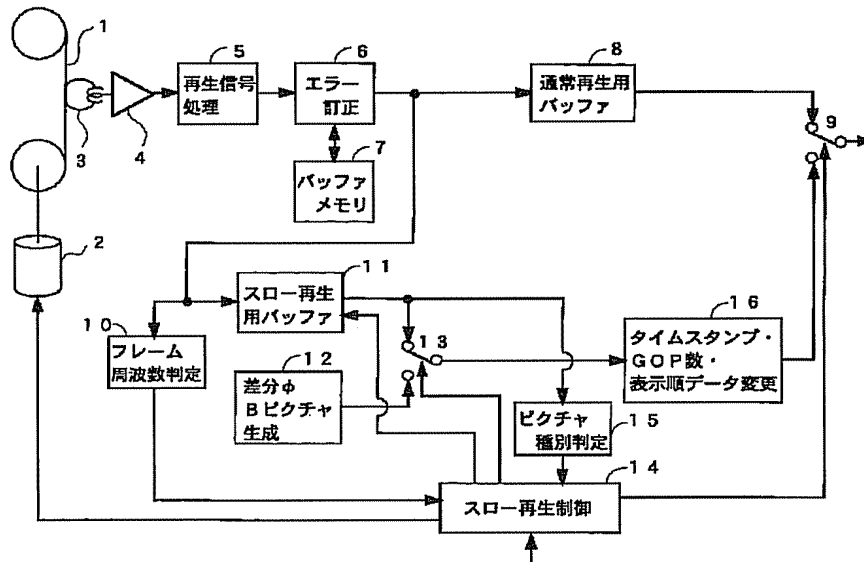 1
5
再生信号
処理
6
エラー
訂正
8
通常再生用
バッファ
9
3
4
7
バッファ
メモリ
2
11
スロー再生
用バッファ
10
フレーム
周波数判定
12
差分φ
Bピクチャ
生成
13
16
タイムスタンプ・
GOP数・
表示順データ変更
ピクチャ
種別判定
15
14
スロー再生制御